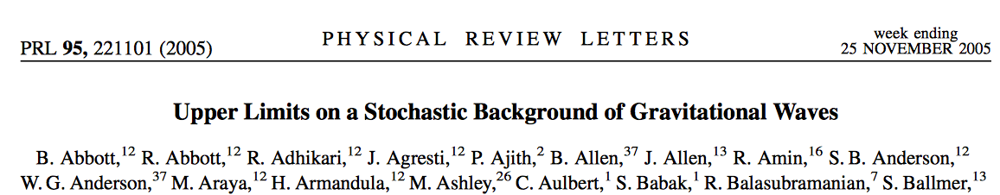 PRL 95, 221101 (2005)
PHYSICAL REVIEW LETTERS
week ending
25 NOVEMBER 2005
Upper Limits on a Stochastic Background of Gravitational Waves
B. Abbott,12 R. Abbott,12 R. Adhikari,12 J. Agresti,12 P. Ajith,2 B. Allen,37 J. Allen,13 R. Amin,16 S. B. Anderson,12
W. G. Anderson,37 M. Araya,12 H. Armandula,12 M. Ashley,26 C. Aulbert,1 S. Babak,1 R. Balasubramanian,7 S. Ballmer,13